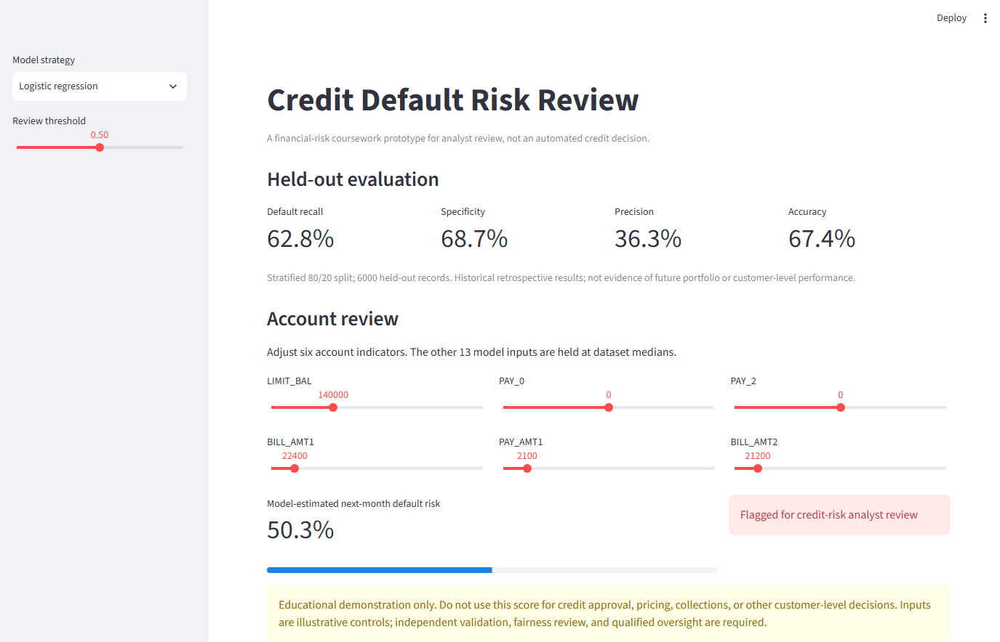 Deploy
Model strategy
Logistic regression
Review threshold
0.50
Credit Default Risk Review
A financial-risk coursework prototype for analyst review, not an automated credit decision.
Held-out evaluation
Default recall
62.8%
Specificity
68.7%
Precision
36.3%
Accuracy
67.4%
Stratified 80/20 split; 6000 held-out records. Historical retrospective results; not evidence of future portfolio or customer-level performance.
Account review
Adjust six account indicators. The other 13 model inputs are held at dataset medians.
LIMIT_BAL
140000
PAY_0
0
PAY_2
0
BILL_AMT1
22400
PAY_AMT1
2100
BILL_AMT2
21200
Model-estimated next-month default risk
50.3%
Flagged for credit-risk analyst review
Educational demonstration only. Do not use this score for credit approval, pricing, collections, or other customer-level decisions. Inputs
are illustrative controls; independent validation, fairness review, and qualified oversight are required.